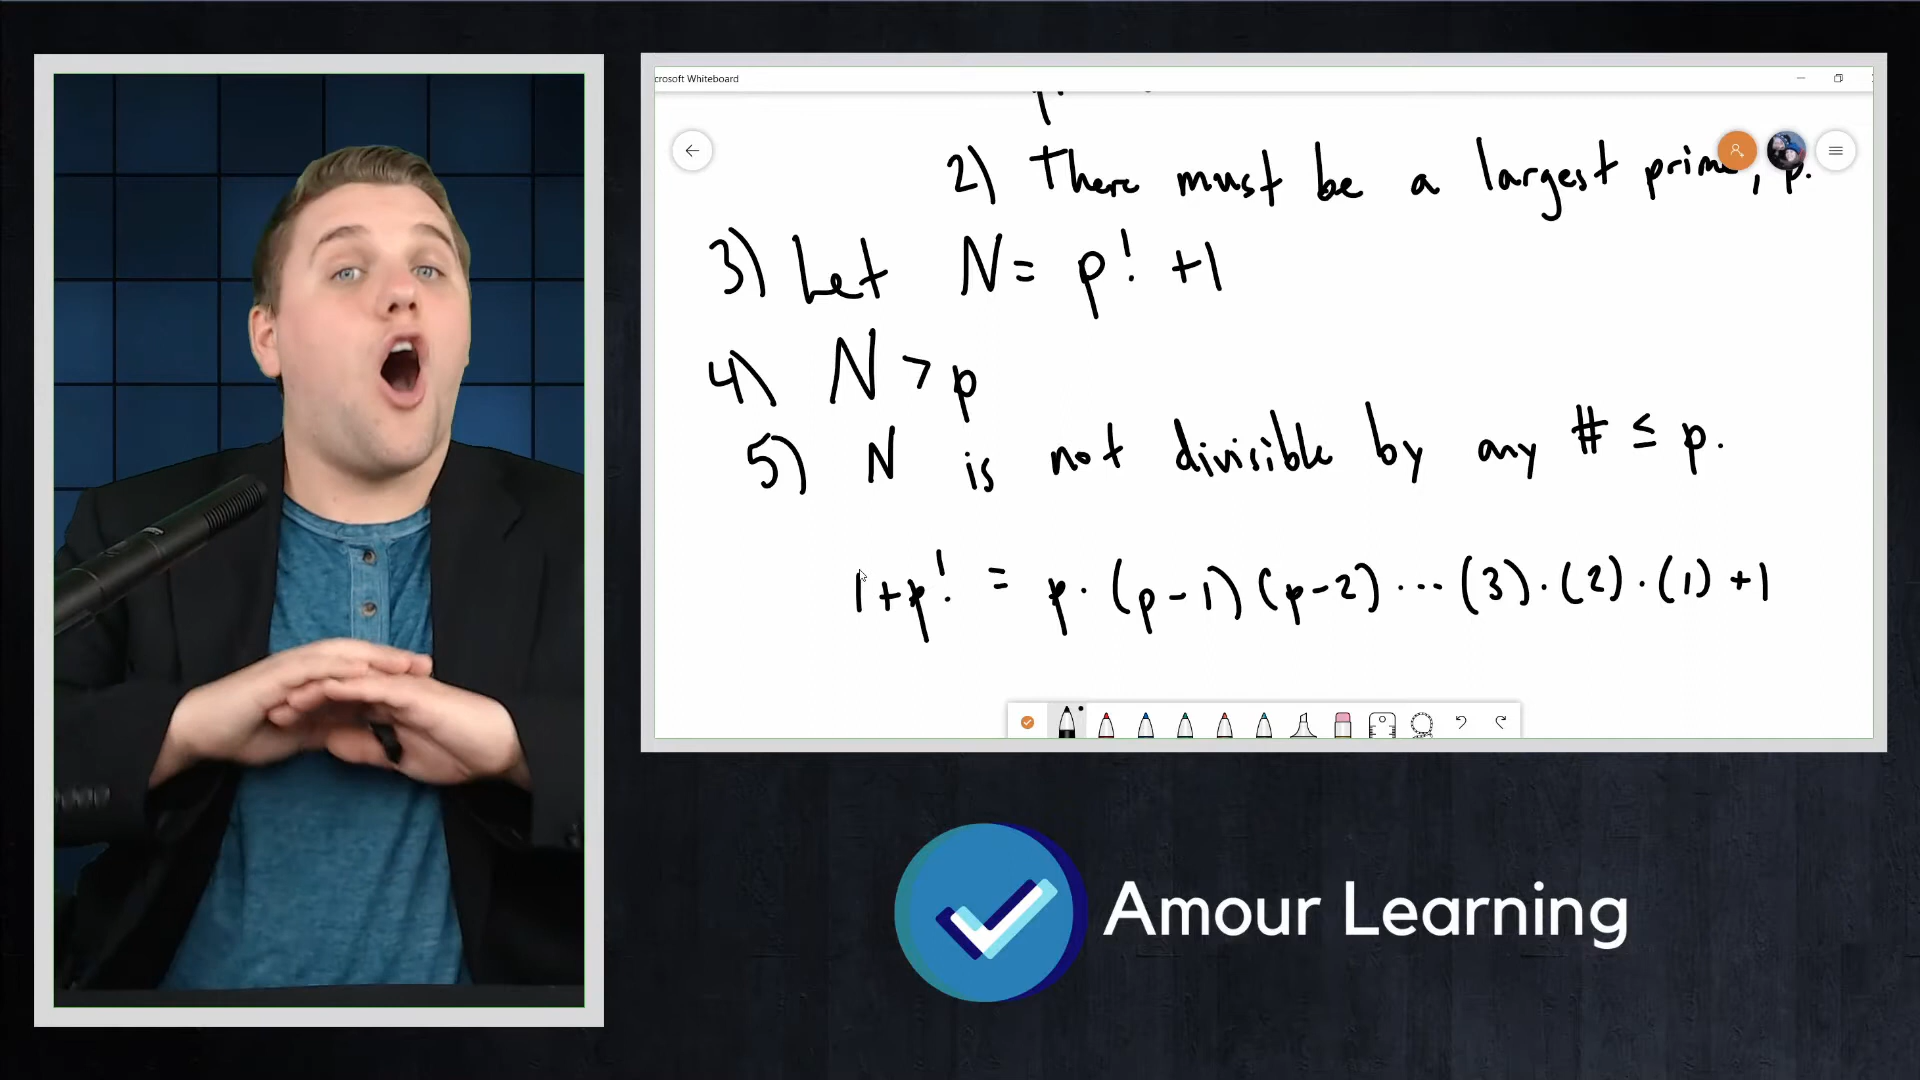 crosoft Whiteboard
2) There must be a largest prime, p.
3) Let N = p! +1
4) N > p
5) N is not divisible by any # ≤ p.
1+p! = p·(p-1)(p-2)···(3)·(2)·(1)+1
Amour Learning